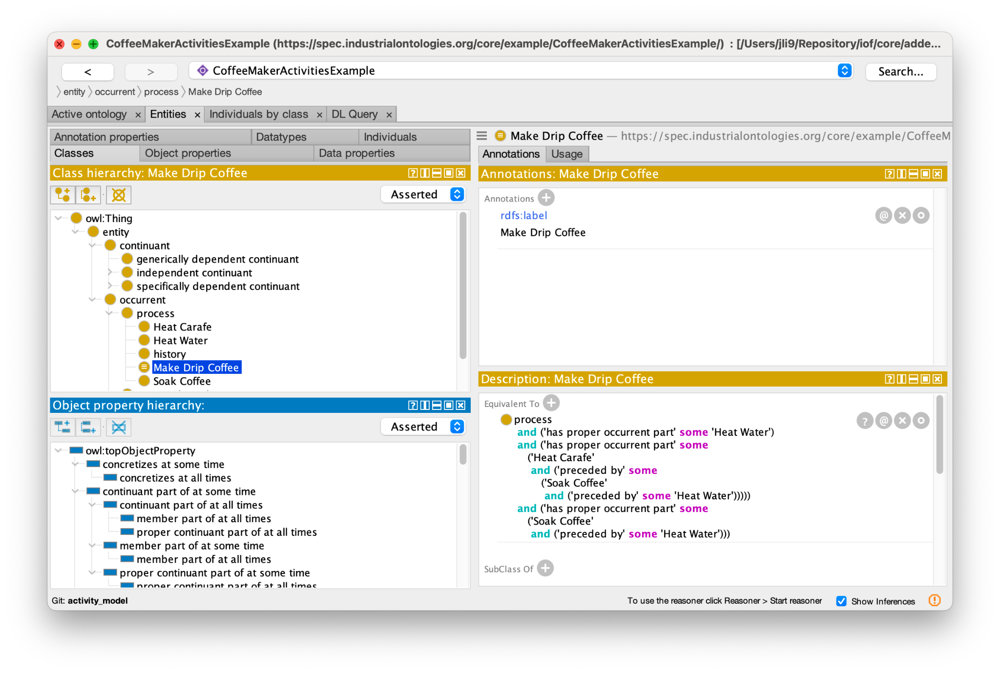 CoffeeMakerActivitiesExample (https://spec.industrialontologies.org/core/example/CoffeeMakerActivitiesExample/) : [/Users/jli9/Repository/iof/core/adde...
< > CoffeeMakerActivitiesExample Search...
entity occurrent process Make Drip Coffee
Active ontology × Entities × Individuals by class × DL Query ×
Annotation properties Datatypes Individuals
Classes Object properties Data properties
Class hierarchy: Make Drip Coffee
Asserted
owl:Thing
entity
continuant
generically dependent continuant
independent continuant
specifically dependent continuant
occurrent
process
Heat Carafe
Heat Water
history
Make Drip Coffee
Soak Coffee
Object property hierarchy:
Asserted
owl:topObjectProperty
concretizes at some time
concretizes at all times
continuant part of at some time
continuant part of at all times
member part of at all times
proper continuant part of at all times
member part of at some time
member part of at all times
proper continuant part of at some time
proper continuant part of at all times
Make Drip Coffee — https://spec.industrialontologies.org/core/example/CoffeeM
Annotations Usage
Annotations: Make Drip Coffee
Annotations +
rdfs:label
Make Drip Coffee
Description: Make Drip Coffee
Equivalent To +
process
and ('has proper occurrent part' some 'Heat Water')
and ('has proper occurrent part' some
('Heat Carafe'
and ('preceded by' some
('Soak Coffee'
and ('preceded by' some 'Heat Water')))))
and ('has proper occurrent part' some
('Soak Coffee'
and ('preceded by' some 'Heat Water')))
SubClass Of +
Git: activity_model
To use the reasoner click Reasoner > Start reasoner Show Inferences